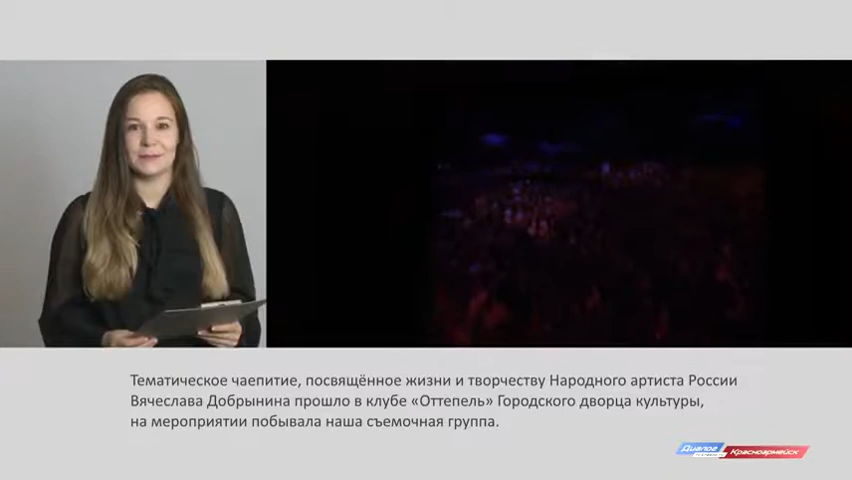 Тематическое чаепитие, посвящённое жизни и творчеству Народного артиста России
Вячеслава Добрынина прошло в клубе «Оттепель» Городского дворца культуры,
на мероприятии побывала наша съемочная группа.
Диалог
Красноармейск